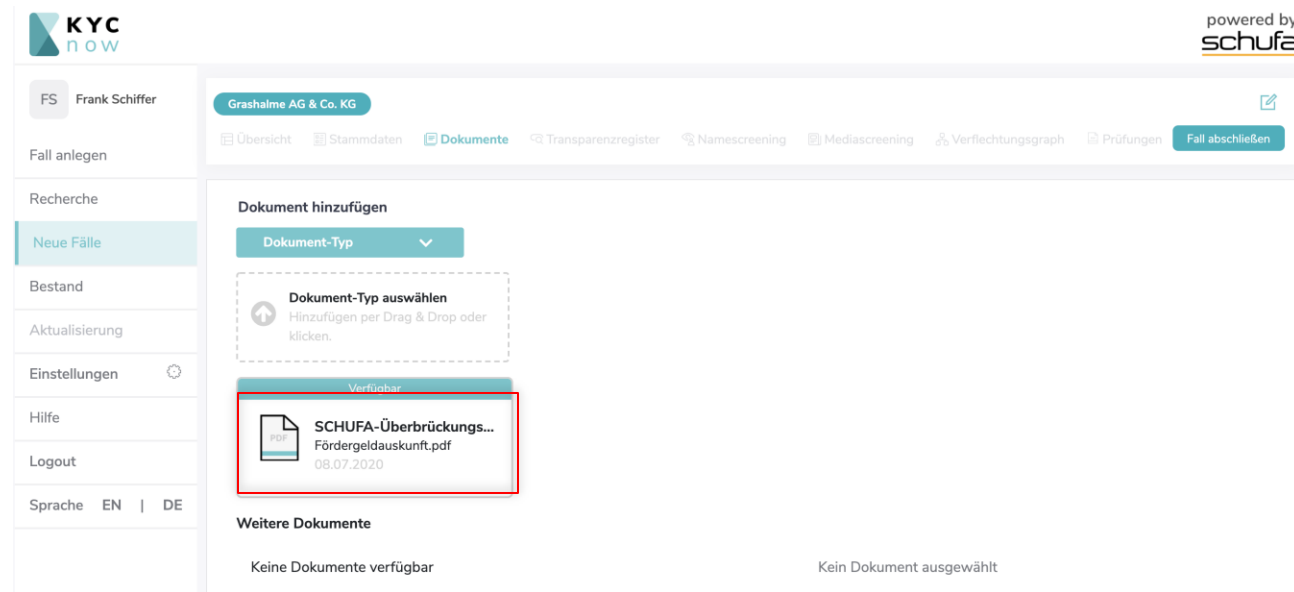 KYC
now
powered by
schufa
FS Frank Schiffer
Grashalme AG & Co. KG
Übersicht Stammdaten Dokumente Transparenzregister Namescreening Mediascreening Verflechtungsgraph Prüfungen Fall abschließen
Fall anlegen
Recherche
Neue Fälle
Bestand
Aktualisierung
Einstellungen
Hilfe
Logout
Sprache EN | DE
Dokument hinzufügen
Dokument-Typ
Dokument-Typ auswählen
Hinzufügen per Drag & Drop oder
klicken.
Verfügbar
PDF
SCHUFA-Überbrückungs...
Fördergeldauskunft.pdf
08.07.2020
Weitere Dokumente
Keine Dokumente verfügbar
Kein Dokument ausgewählt